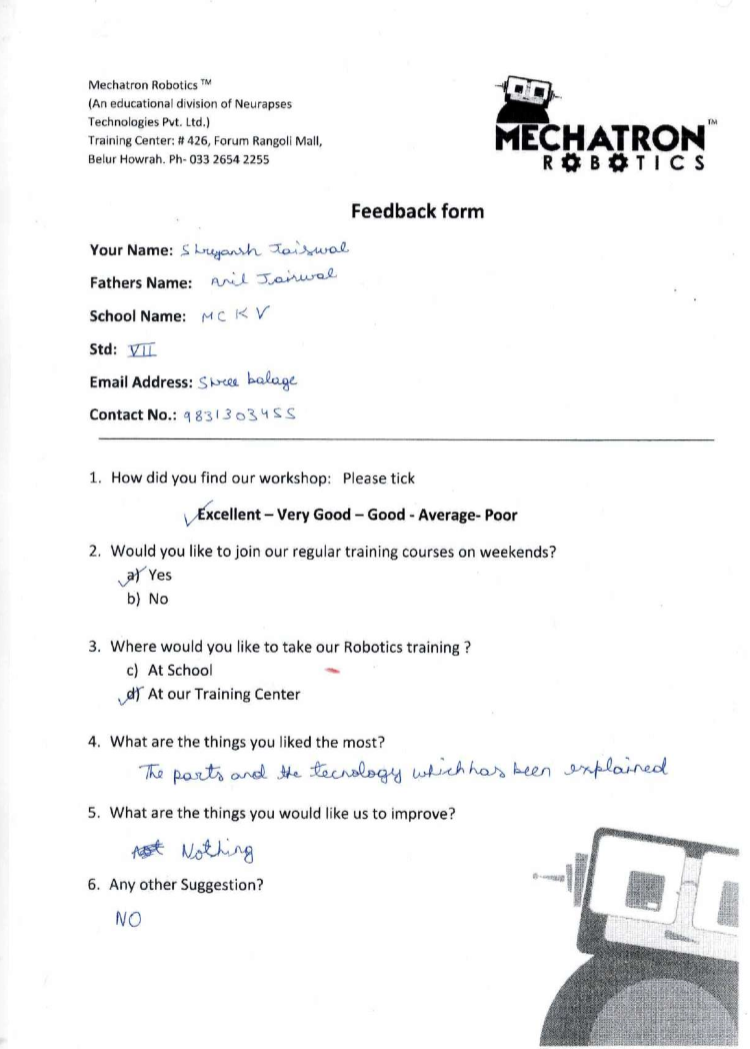 Mechatron Robotics ™
(An educational division of Neurapses
Technologies Pvt. Ltd.)
Training Center: # 426, Forum Rangoli Mall,
Belur Howrah. Ph- 033 2654 2255
MECHATRON™
ROBOTICS
Feedback form
Your Name: Shreyansh Jaiswal
Fathers Name: Anil Jaiswal
School Name: MCKV
Std: VII
Email Address: Shree balage
Contact No.: 9831303455
1. How did you find our workshop: Please tick
Excellent – Very Good – Good - Average- Poor
2. Would you like to join our regular training courses on weekends?
a) Yes
b) No
3. Where would you like to take our Robotics training ?
c) At School
d) At our Training Center
4. What are the things you liked the most?
The parts and the tecnology which has been explained
5. What are the things you would like us to improve?
Nothing
6. Any other Suggestion?
NO